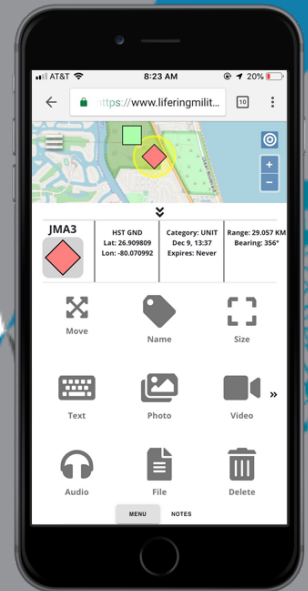 AT&T 8:23 AM 20%
https://www.liferingmilit... 10
+
−
JMA3
HST GND
Lat: 26.909809
Lon: -80.070992
Category: UNIT
Dec 9, 13:37
Expires: Never
Range: 29.057 KM
Bearing: 356°
Move Name Size
Text Photo Video »
Audio File Delete
MENU NOTES